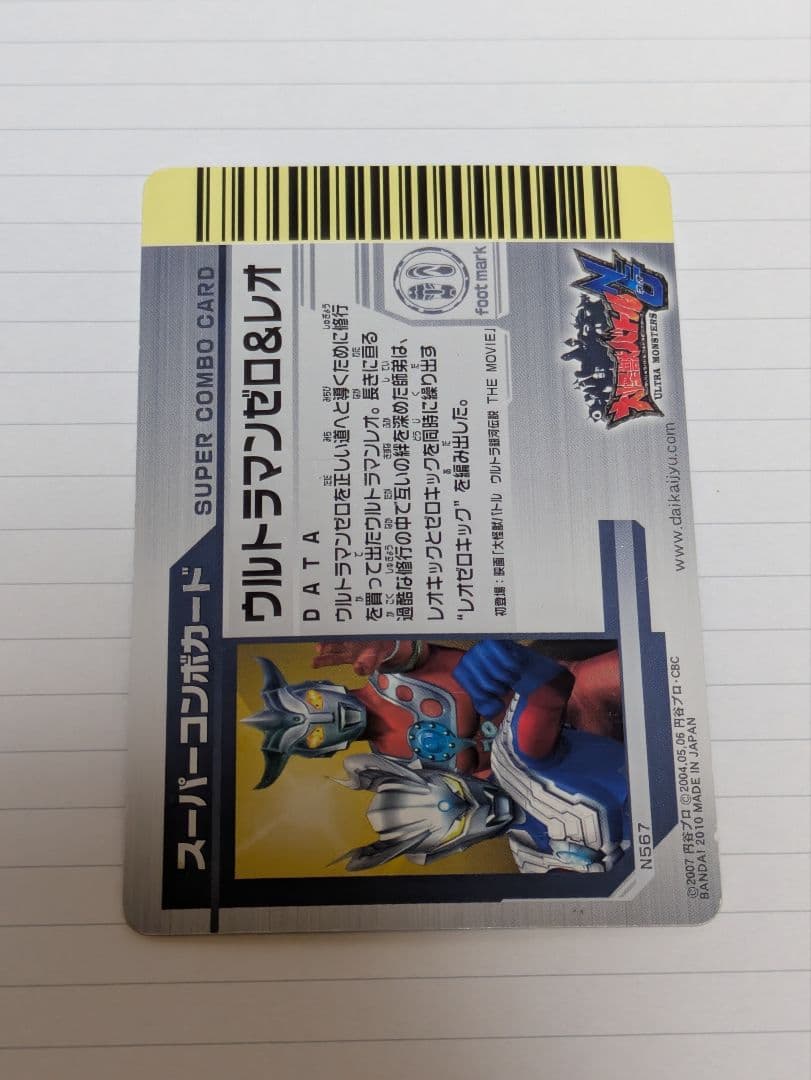 スーパーコンボカード
SUPER COMBO CARD
ウルトラマンゼロ&レオ
DATA
ウルトラマンゼロを正しい道へと導くために修行
を買って出たウルトラマンレオ。長きに亘る
過酷な修行の中で互いの絆を深めた師弟は、
レオキックとゼロキックを同時に繰り出す
“レオゼロキック”を編み出した。
初登場:映画「大怪獣バトル ウルトラ銀河伝説 THE MOVIE」
foot mark
N567
大怪獣バトル
NEO
ULTRA MONSTERS
www.daikaijyu.com
©2007 円谷プロ ©2004,05,06 円谷プロ・CBC
BANDAI 2010 MADE IN JAPAN